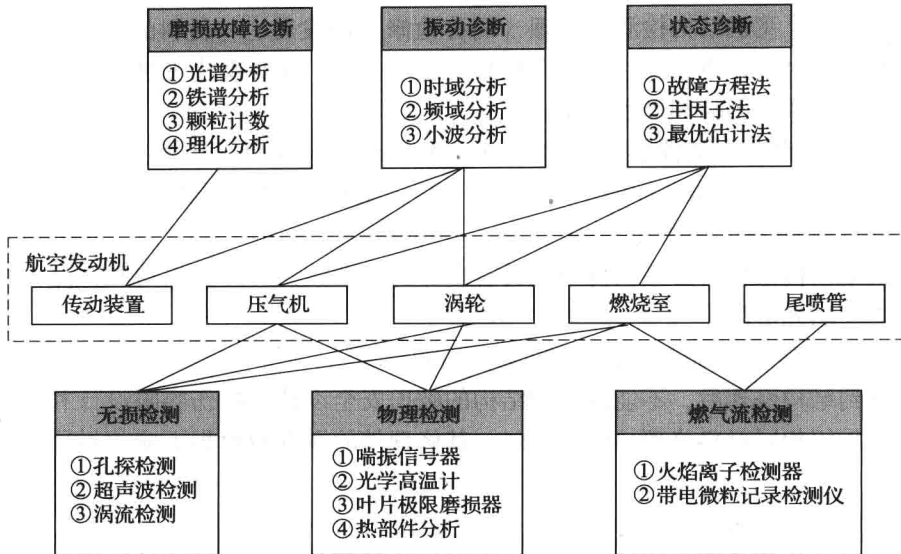 磨损故障诊断
①光谱分析
②铁谱分析
③颗粒计数
④理化分析
振动诊断
①时域分析
②频域分析
③小波分析
状态诊断
①故障方程法
②主因子法
③最优估计法
航空发动机
传动装置
压气机
涡轮
燃烧室
尾喷管
无损检测
①孔探检测
②超声波检测
③涡流检测
物理检测
①喘振信号器
②光学高温计
③叶片极限磨损器
④热部件分析
燃气流检测
①火焰离子检测器
②带电微粒记录检测仪